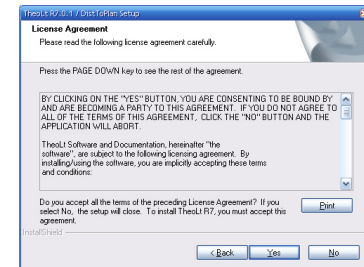 TheoLt R7.0.1 / DistToPlan Setup
License Agreement
Please read the following license agreement carefully.
Press the PAGE DOWN key to see the rest of the agreement.
BY CLICKING ON THE "YES" BUTTON, YOU ARE CONSENTING TO BE BOUND BY
AND ARE BECOMING A PARTY TO THIS AGREEMENT. IF YOU DO NOT AGREE TO
ALL OF THE TERMS OF THIS AGREEMENT, CLICK THE "NO" BUTTON AND THE
APPLICATION WILL ABORT.
TheoLt Software and Documentation, hereinafter "the
software", are subject to the following licensing agreement. By
installing/using the software, you are implicitly accepting these terms
and conditions:
Do you accept all the terms of the preceding License Agreement? If you
select No, the setup will close. To install TheoLt R7, you must accept this
agreement.
Print
InstallShield
< Back Yes No